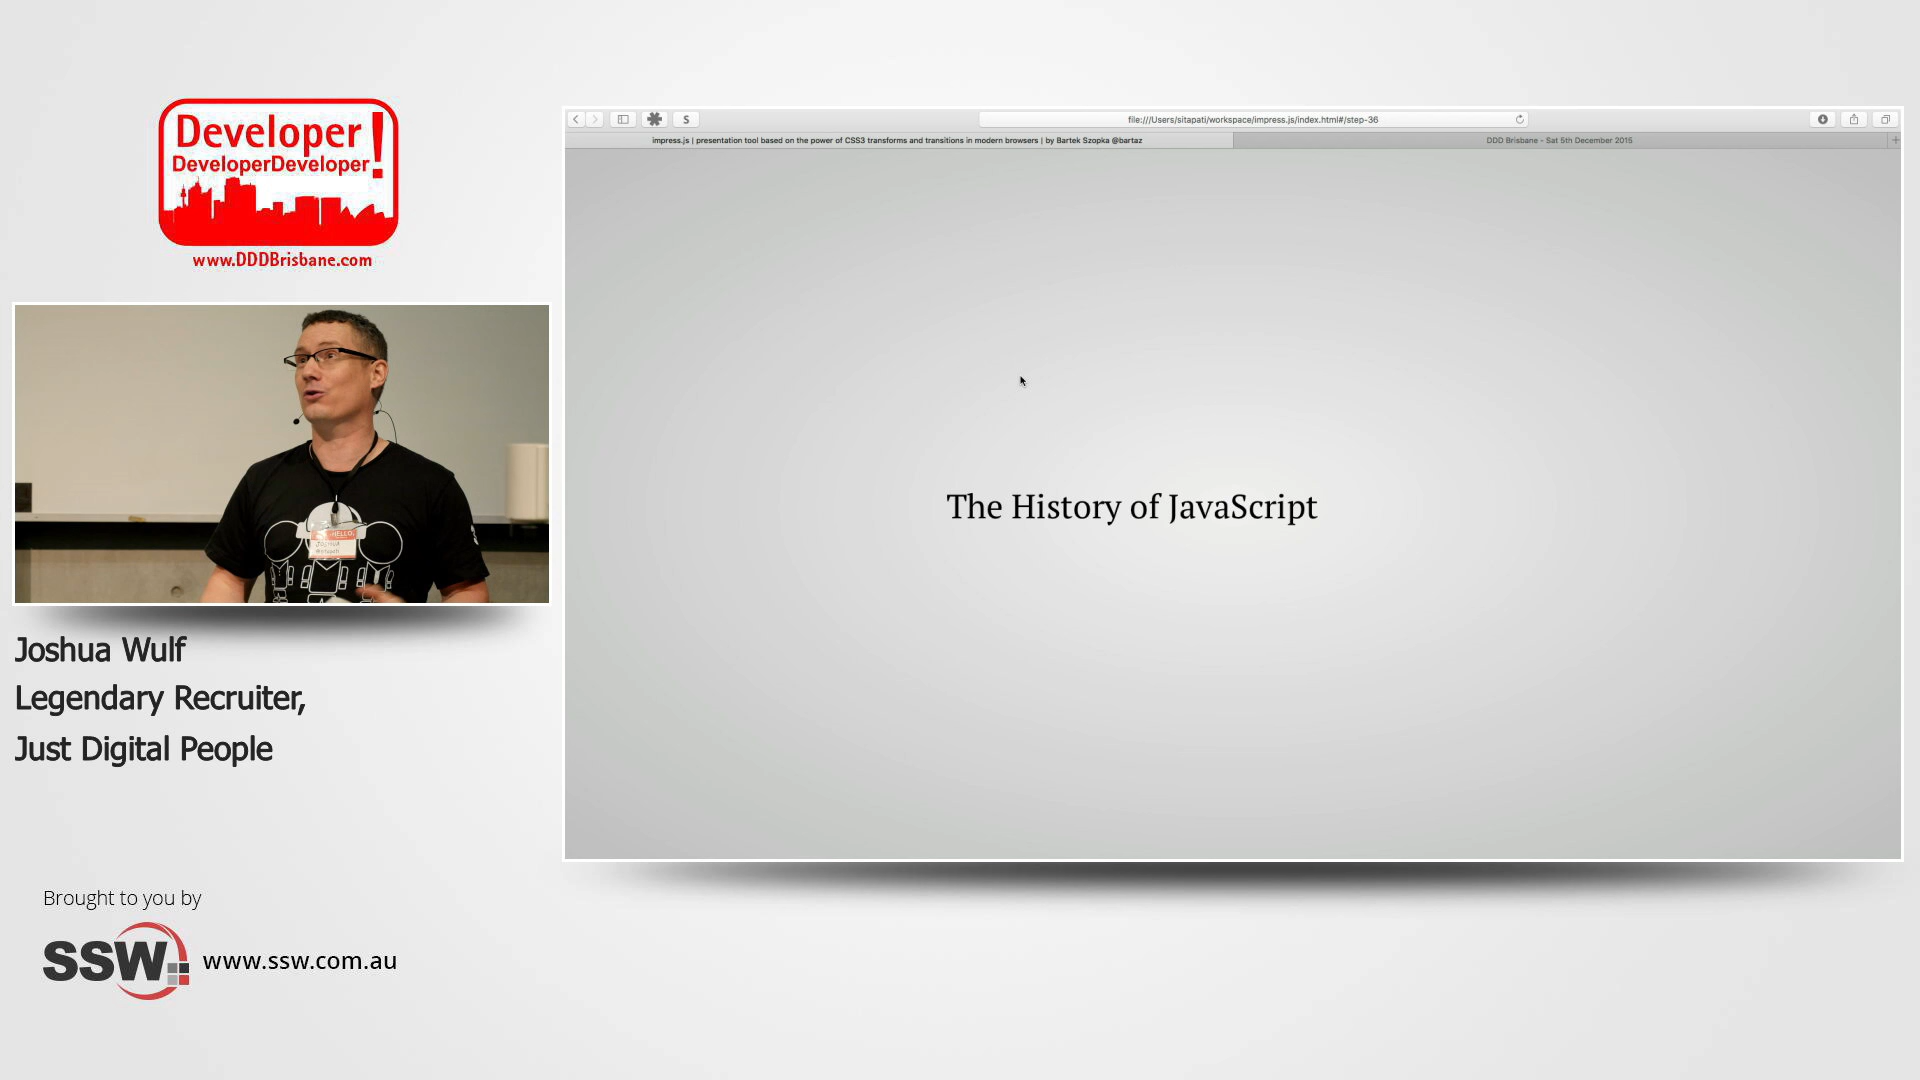 Developer!
DeveloperDeveloper
www.DDDBrisbane.com
S
file:///Users/sitapati/workspace/impress.js/index.html#/step-36
impress.js | presentation tool based on the power of CSS3 transforms and transitions in modern browsers | by Bartek Szopka @bartaz
DDD Brisbane - Sat 5th December 2015
The History of JavaScript
HELLO
Joshua
@sitapati
Joshua Wulf
Legendary Recruiter,
Just Digital People
Brought to you by
SSW
www.ssw.com.au